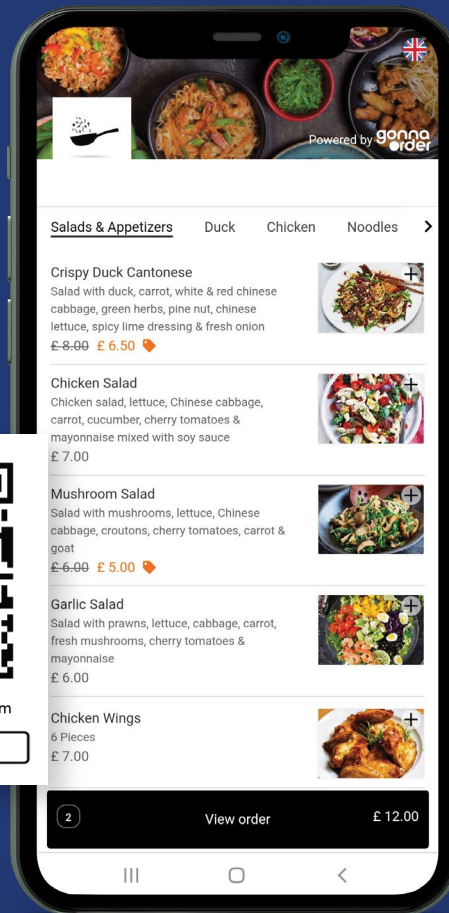 Powered by gonna order
Salads & Appetizers Duck Chicken Noodles
Crispy Duck Cantonese
Salad with duck, carrot, white & red chinese
cabbage, green herbs, pine nut, chinese
lettuce, spicy lime dressing & fresh onion
£ 8.00 £ 6.50
Chicken Salad
Chicken salad, lettuce, Chinese cabbage,
carrot, cucumber, cherry tomatoes &
mayonnaise mixed with soy sauce
£ 7.00
Mushroom Salad
Salad with mushrooms, lettuce, Chinese
cabbage, croutons, cherry tomatoes, carrot &
goat
£ 6.00 £ 5.00
Garlic Salad
Salad with prawns, lettuce, cabbage, carrot,
fresh mushrooms, cherry tomatoes &
mayonnaise
£ 6.00
m
Chicken Wings
6 Pieces
£ 7.00
2 View order £ 12.00